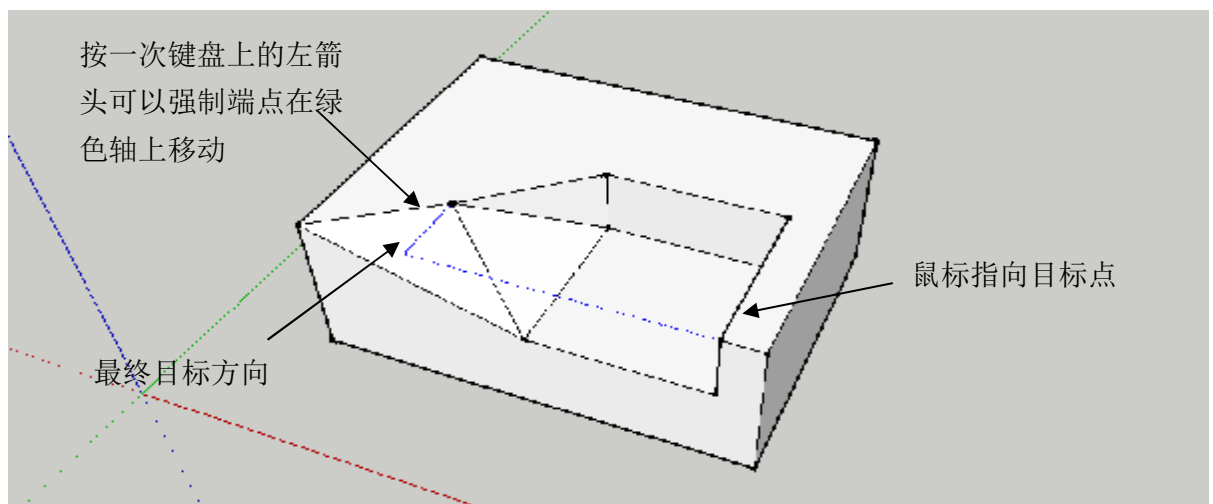 按一次键盘上的左箭
头可以强制端点在绿
色轴上移动
鼠标指向目标点
最终目标方向